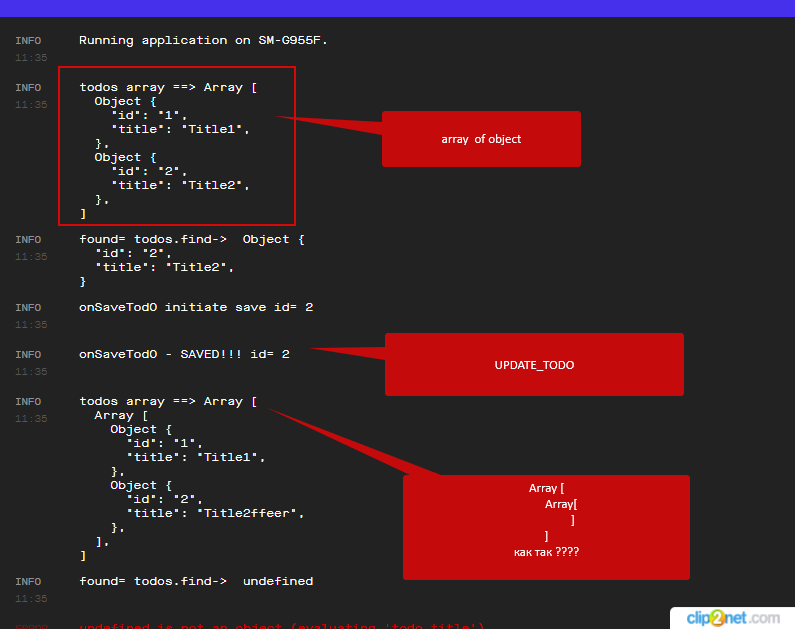 INFO Running application on SM-G955F.
11:35
INFO todos array ==> Array [
11:35 Object {
"id": "1",
"title": "Title1",
},
Object {
"id": "2",
"title": "Title2",
},
]
array of object
INFO found= todos.find-> Object {
11:35 "id": "2",
"title": "Title2",
}
INFO onSaveTodO initiate save id= 2
11:35
INFO onSaveTodO - SAVED!!! id= 2
11:35
UPDATE_TODO
INFO todos array ==> Array [
11:35 Array [
Object {
"id": "1",
"title": "Title1",
},
Object {
"id": "2",
"title": "Title2ffeer",
},
],
]
Array [
Array[
]
]
как так ????
INFO found= todos.find-> undefined
11:35
ERROR undefined is not an object (evaluating 'todo.title')
clip2net.com